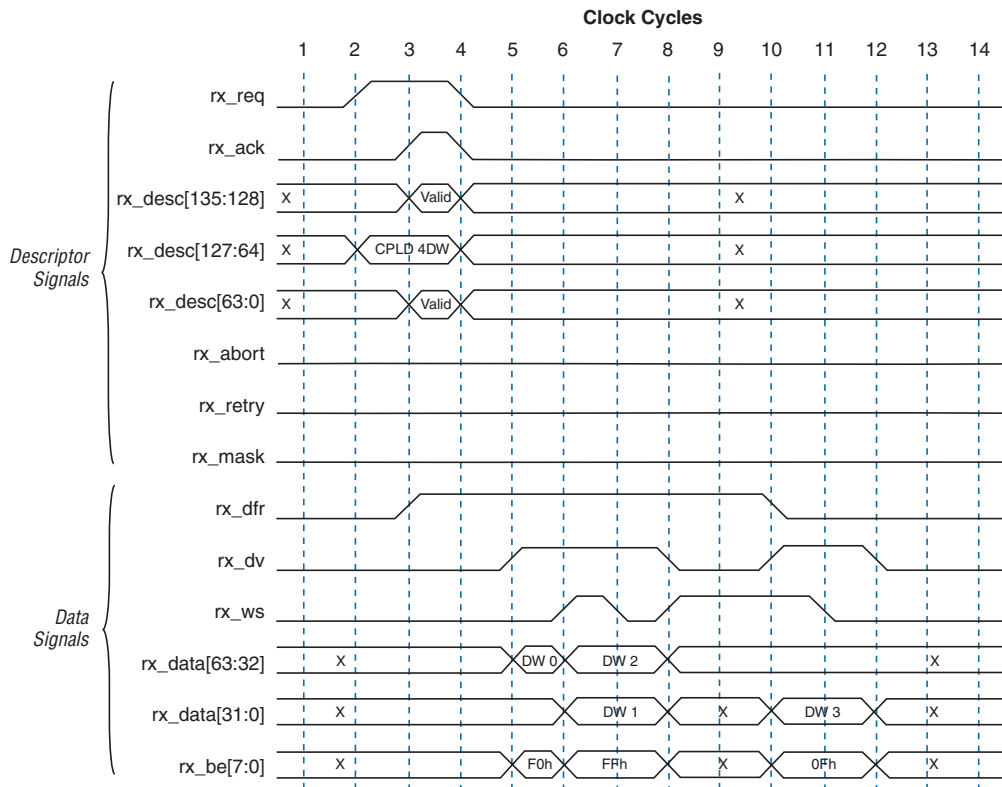 Clock Cycles
1 2 3 4 5 6 7 8 9 10 11 12 13 14
rx_req
rx_ack
rx_desc[135:128] X Valid X
Descriptor Signals
rx_desc[127:64] X CPLD 4DW X
rx_desc[63:0] X Valid X
rx_abort
rx_retry
rx_mask
rx_dfr
rx_dv
Data Signals
rx_ws
rx_data[63:32] X DW 0 DW 2 X
rx_data[31:0] X DW 1 X DW 3 X
rx_be[7:0] X F0h FFh X 0Fh X